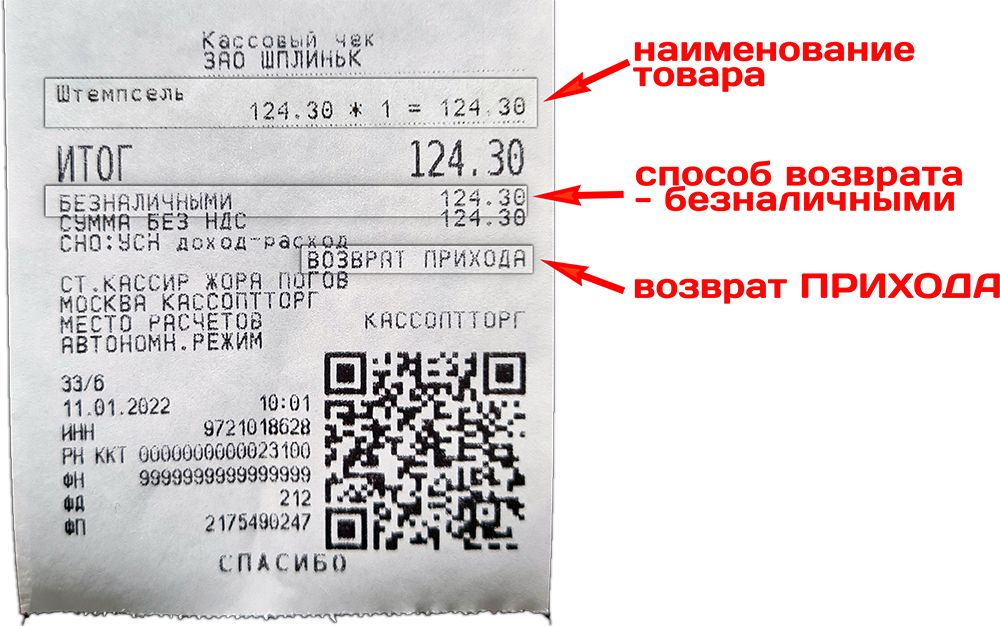 Кассовый чек
ЗАО ШПЛИНЬК
Штемпсель
124.30 * 1 = 124.30
ИТОГ 124.30
БЕЗНАЛИЧНЫМИ 124.30
СУММА БЕЗ НДС 124.30
СНО:УСН доход-расход
ВОЗВРАТ ПРИХОДА
СТ.КАССИР ЖОРА ПОГОВ
МОСКВА КАССОПТТОРГ
МЕСТО РАСЧЕТОВ КАССОПТТОРГ
АВТОНОМН.РЕЖИМ
33/6
11.01.2022 10:01
ИНН 9721018628
РН ККТ 0000000000023100
ФН 9999999999999999
ФД 212
ФП 2175490247
СПАСИБО
наименование
товара
способ возврата
- безналичными
возврат ПРИХОДА